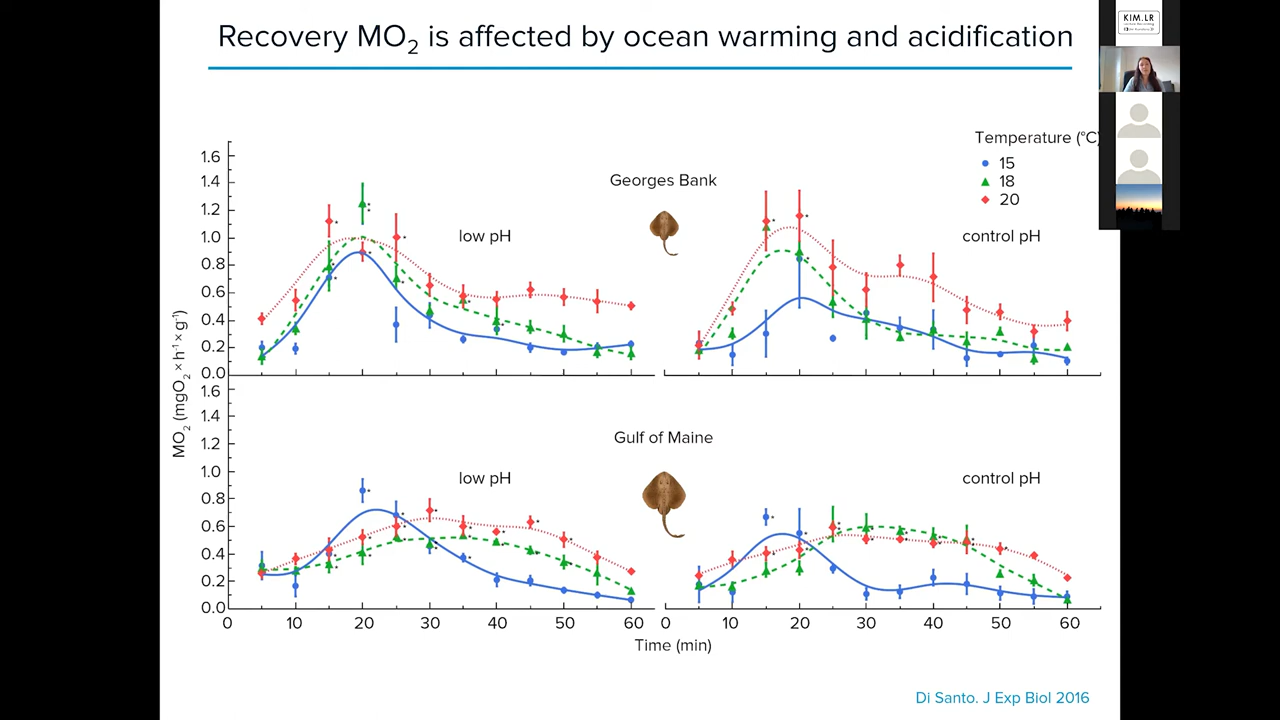 Recovery MO₂ is affected by ocean warming and acidification
KIM.LR
Temperature (°C)
15
18
20
Georges Bank
low pH
control pH
1.6
1.4
1.2
1.0
0.8
0.6
0.4
0.2
0.0
MO₂ (mgO₂ × h⁻¹ × g⁻¹)
Gulf of Maine
low pH
control pH
1.6
1.4
1.2
1.0
0.8
0.6
0.4
0.2
0.0
0 10 20 30 40 50 60 0 10 20 30 40 50 60
Time (min)
Di Santo. J Exp Biol 2016